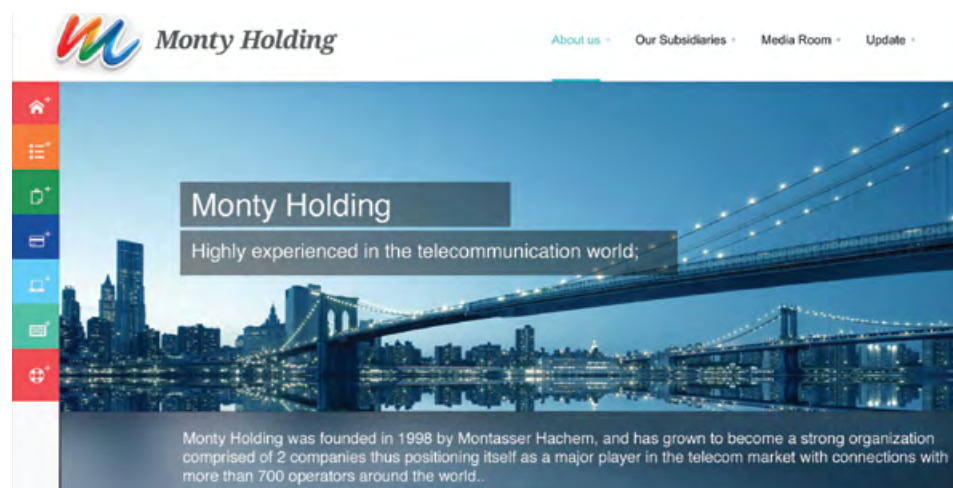 Monty Holding
About us
Our Subsidiaries
Media Room
Update
Monty Holding
Highly experienced in the telecommunication world;
Monty Holding was founded in 1998 by Montasser Hachem, and has grown to become a strong organization
comprised of 2 companies thus positioning itself as a major player in the telecom market with connections with
more than 700 operators around the world..